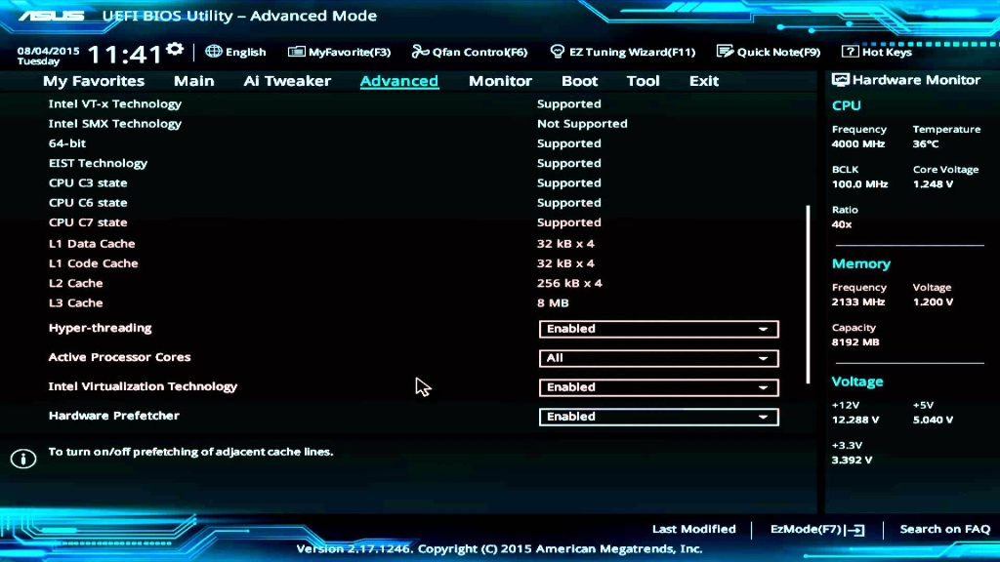 ASUS UEFI BIOS Utility – Advanced Mode
08/04/2015
Tuesday
11:41
English
MyFavorite(F3)
Qfan Control(F6)
EZ Tuning Wizard(F11)
Quick Note(F9)
? Hot Keys
My Favorites Main Ai Tweaker Advanced Monitor Boot Tool Exit
Intel VT-x Technology Supported
Intel SMX Technology Not Supported
64-bit Supported
EIST Technology Supported
CPU C3 state Supported
CPU C6 state Supported
CPU C7 state Supported
L1 Data Cache 32 kB x 4
L1 Code Cache 32 kB x 4
L2 Cache 256 kB x 4
L3 Cache 8 MB
Hyper-threading Enabled
Active Processor Cores All
Intel Virtualization Technology Enabled
Hardware Prefetcher Enabled
i To turn on/off prefetching of adjacent cache lines.
Hardware Monitor
CPU
Frequency Temperature
4000 MHz 36°C
BCLK Core Voltage
100.0 MHz 1.248 V
Ratio
40x
Memory
Frequency Voltage
2133 MHz 1.200 V
Capacity
8192 MB
Voltage
+12V +5V
12.288 V 5.040 V
+3.3V
3.392 V
Last Modified EzMode(F7) Search on FAQ
Version 2.17.1246. Copyright (C) 2015 American Megatrends, Inc.